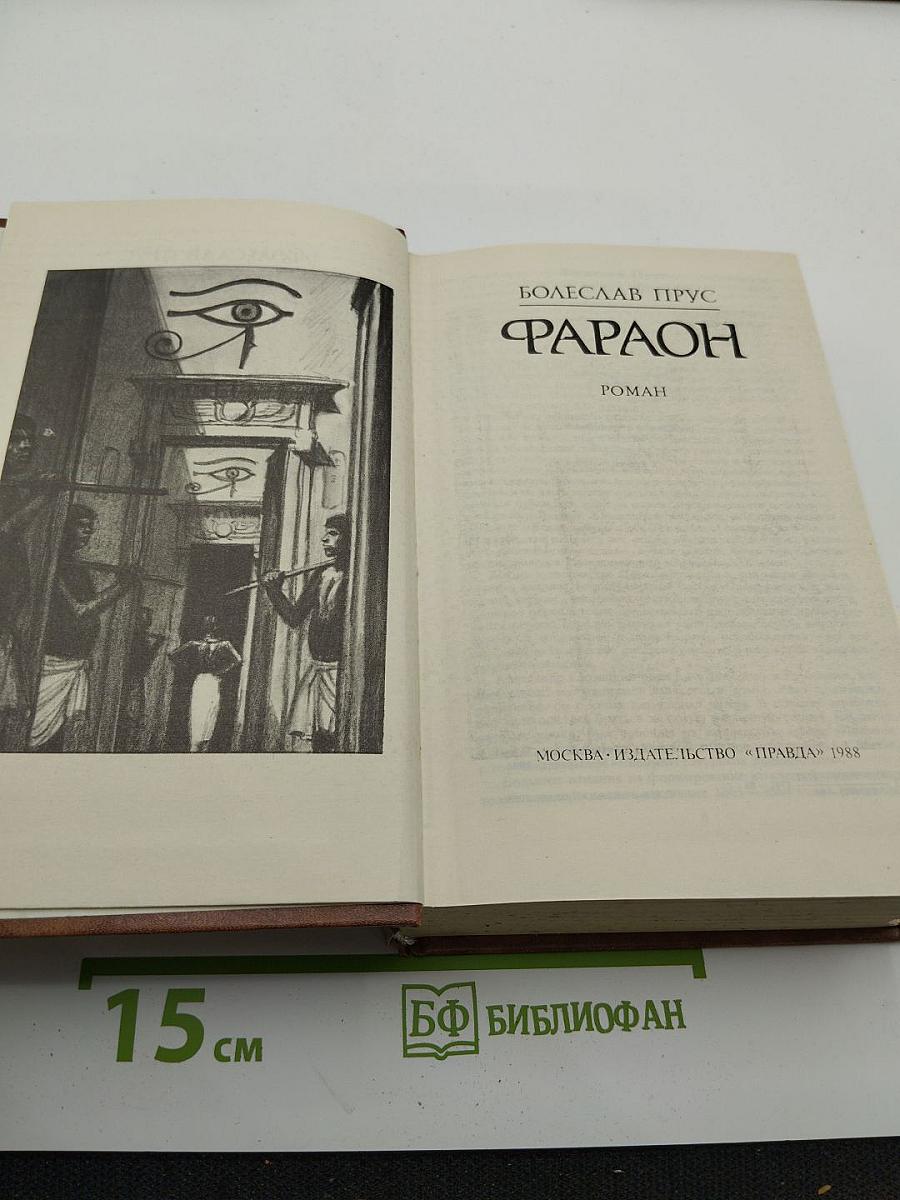 БОЛЕСЛАВ ПРУС
ФАРАОН
РОМАН
МОСКВА · ИЗДАТЕЛЬСТВО «ПРАВДА» 1988
15 см
БФ БИБЛИОФАН